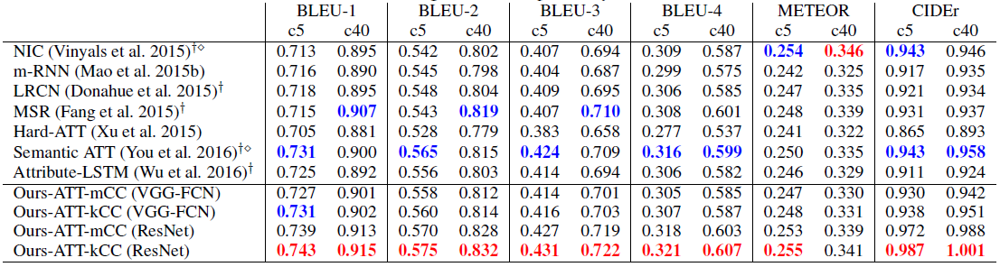 BLEU-1 BLEU-2 BLEU-3 BLEU-4 METEOR CIDEr
c5 c40 c5 c40 c5 c40 c5 c40 c5 c40 c5 c40
NIC (Vinyals et al. 2015)†⋄ 0.713 0.895 0.542 0.802 0.407 0.694 0.309 0.587 0.254 0.346 0.943 0.946
m-RNN (Mao et al. 2015b) 0.716 0.890 0.545 0.798 0.404 0.687 0.299 0.575 0.242 0.325 0.917 0.935
LRCN (Donahue et al. 2015)† 0.718 0.895 0.548 0.804 0.409 0.695 0.306 0.585 0.247 0.335 0.921 0.934
MSR (Fang et al. 2015)† 0.715 0.907 0.543 0.819 0.407 0.710 0.308 0.601 0.248 0.339 0.931 0.937
Hard-ATT (Xu et al. 2015) 0.705 0.881 0.528 0.779 0.383 0.658 0.277 0.537 0.241 0.322 0.865 0.893
Semantic ATT (You et al. 2016)†⋄ 0.731 0.900 0.565 0.815 0.424 0.709 0.316 0.599 0.250 0.335 0.943 0.958
Attribute-LSTM (Wu et al. 2016)† 0.725 0.892 0.556 0.803 0.414 0.694 0.306 0.582 0.246 0.329 0.911 0.924
Ours-ATT-mCC (VGG-FCN) 0.727 0.901 0.558 0.812 0.414 0.701 0.305 0.585 0.247 0.330 0.930 0.942
Ours-ATT-kCC (VGG-FCN) 0.731 0.902 0.560 0.814 0.416 0.703 0.307 0.587 0.248 0.331 0.938 0.951
Ours-ATT-mCC (ResNet) 0.739 0.913 0.570 0.828 0.427 0.719 0.318 0.603 0.253 0.339 0.972 0.988
Ours-ATT-kCC (ResNet) 0.743 0.915 0.575 0.832 0.431 0.722 0.321 0.607 0.255 0.341 0.987 1.001